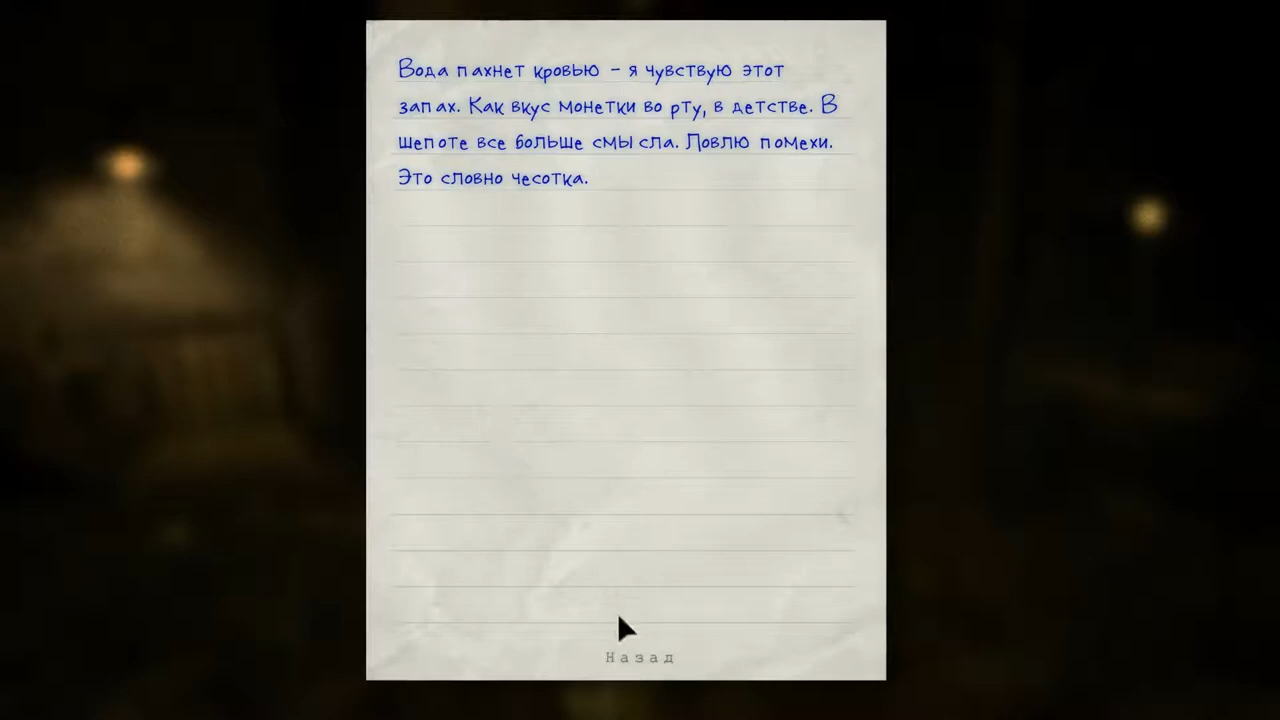 Вода пахнет кровью - я чувствую этот
запах. Как вкус монетки во рту, в детстве. В
шепоте все больше смысла. Ловлю помехи.
Это словно чесотка.
Назад